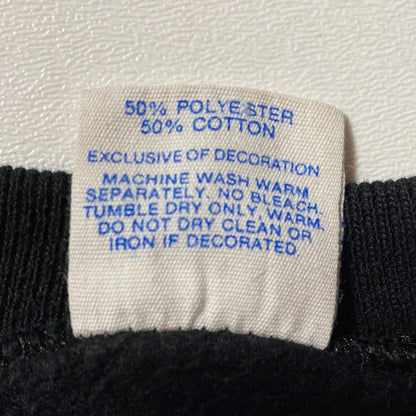 50% POLYESTER
50% COTTON
EXCLUSIVE OF DECORATION
MACHINE WASH WARM
SEPARATELY, NO BLEACH,
TUMBLE DRY ONLY, WARM.
DO NOT DRY CLEAN OR
IRON IF DECORATED.